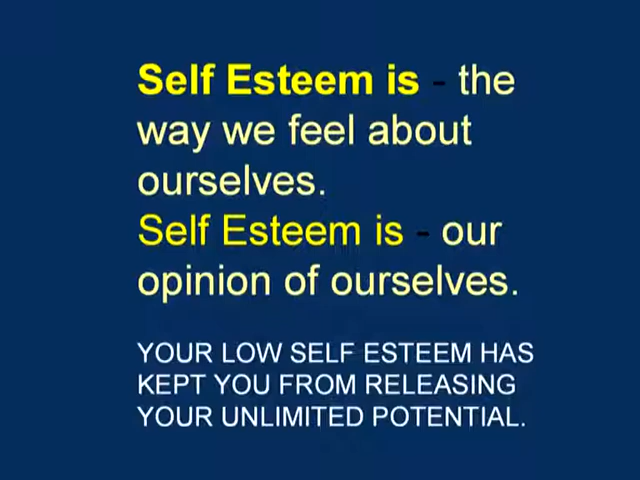 Self Esteem is - the
way we feel about
ourselves.
Self Esteem is - our
opinion of ourselves.
YOUR LOW SELF ESTEEM HAS
KEPT YOU FROM RELEASING
YOUR UNLIMITED POTENTIAL.